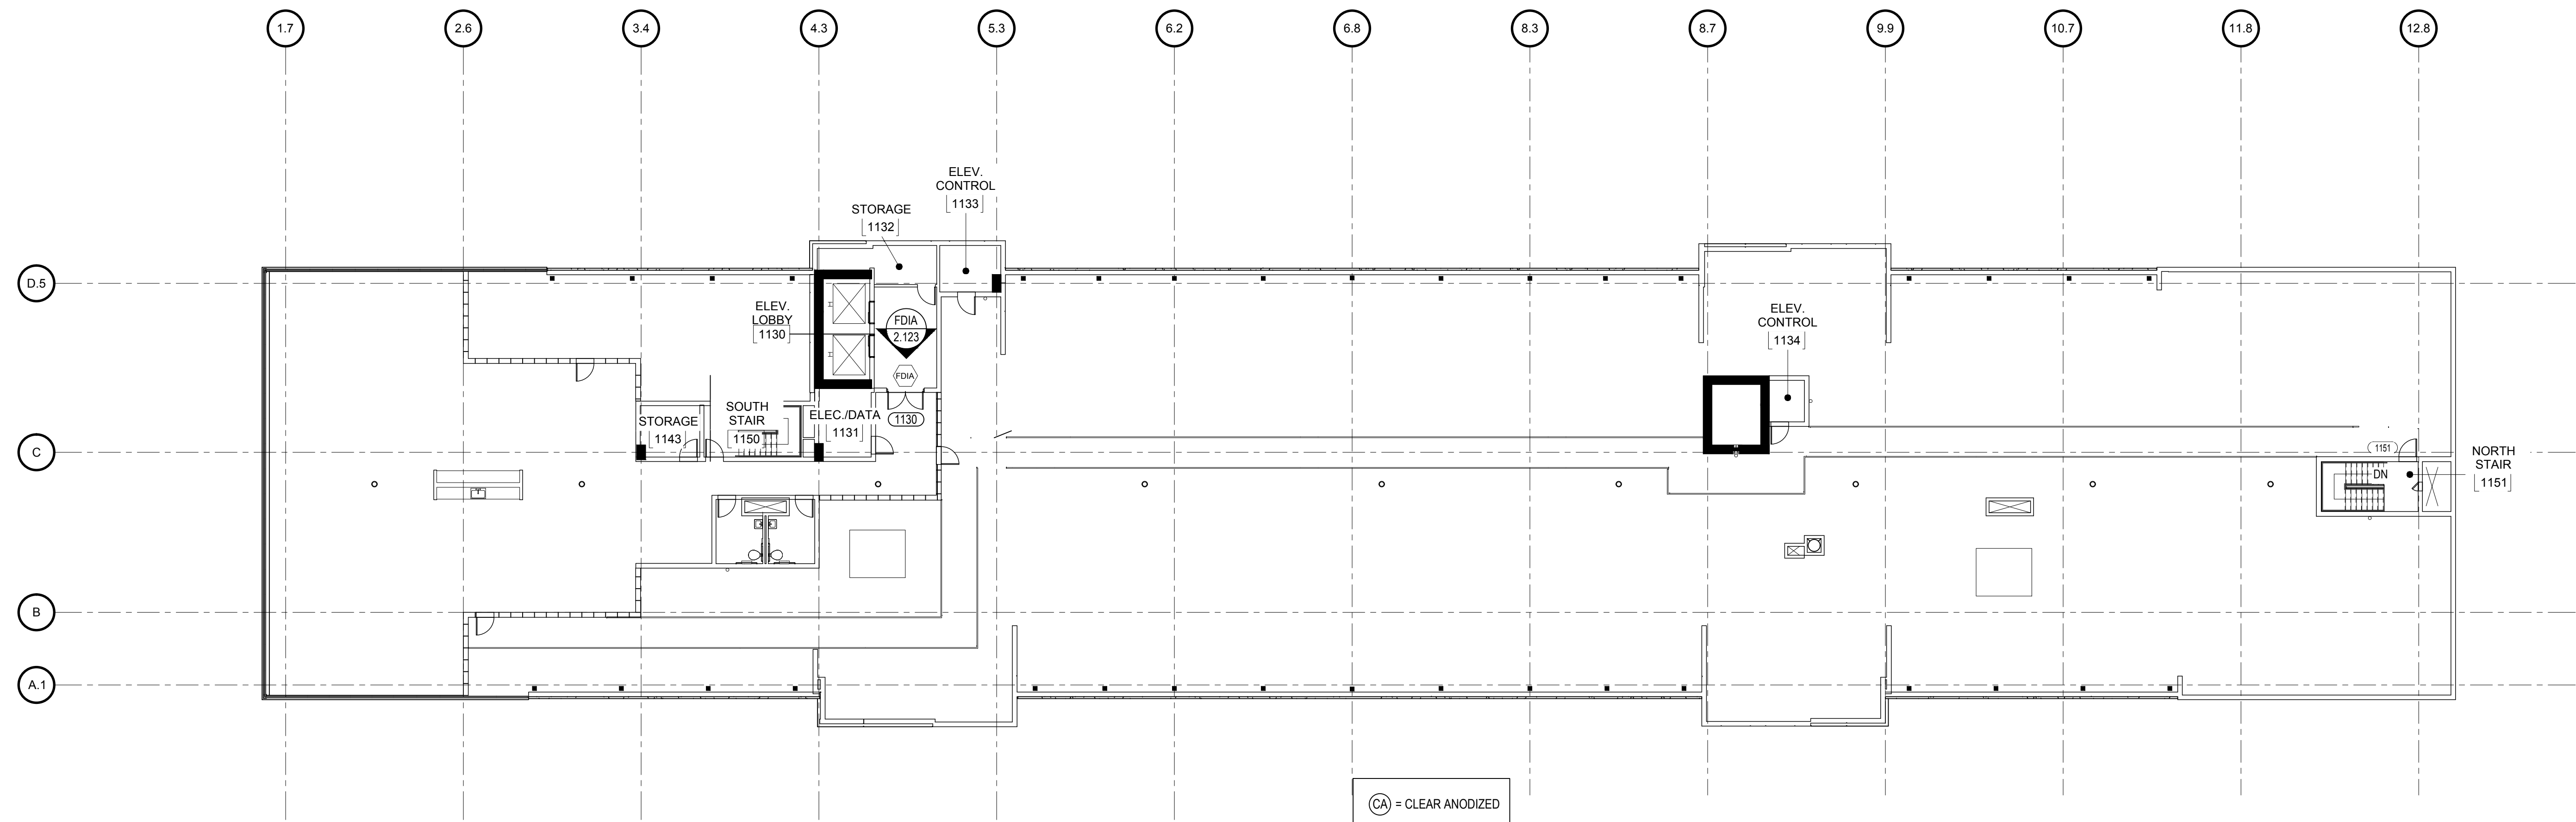 1.7
2.6
3.4
4.3
5.3
6.2
6.8
8.3
8.7
9.9
10.7
11.8
12.8
ELEV.
CONTROL
1133
STORAGE
1132
D.5
ELEV.
LOBBY
1130
FDIA
2.123
FDIA
ELEV.
CONTROL
1134
STORAGE
1143
SOUTH
STAIR
1150
ELEC./DATA
1131
1130
C
1151
DN
NORTH
STAIR
1151
B
A.1
CA = CLEAR ANODIZED